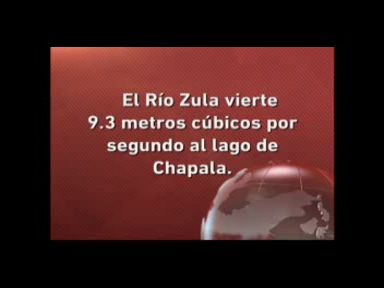 El Río Zula vierte
9.3 metros cúbicos por
segundo al lago de
Chapala.